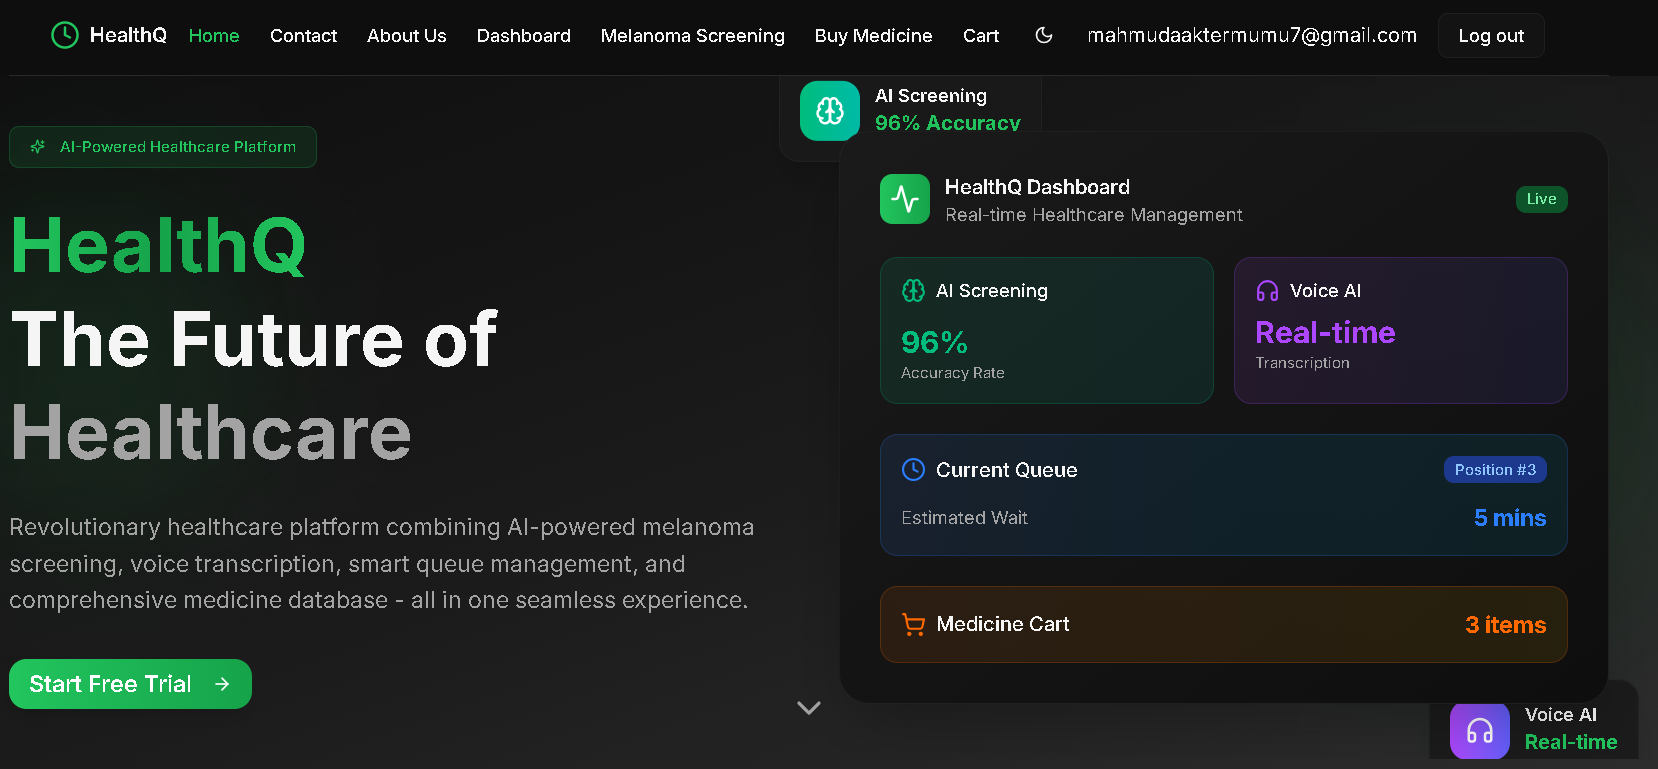 HealthQ Home Contact About Us Dashboard Melanoma Screening Buy Medicine Cart mahmudaaktermumu7@gmail.com Log out
AI-Powered Healthcare Platform
HealthQ
The Future of
Healthcare
Revolutionary healthcare platform combining AI-powered melanoma
screening, voice transcription, smart queue management, and
comprehensive medicine database - all in one seamless experience.
Start Free Trial
AI Screening
96% Accuracy
HealthQ Dashboard
Real-time Healthcare Management
Live
AI Screening
96%
Accuracy Rate
Voice AI
Real-time
Transcription
Current Queue
Position #3
Estimated Wait
5 mins
Medicine Cart
3 items
Voice AI
Real-time